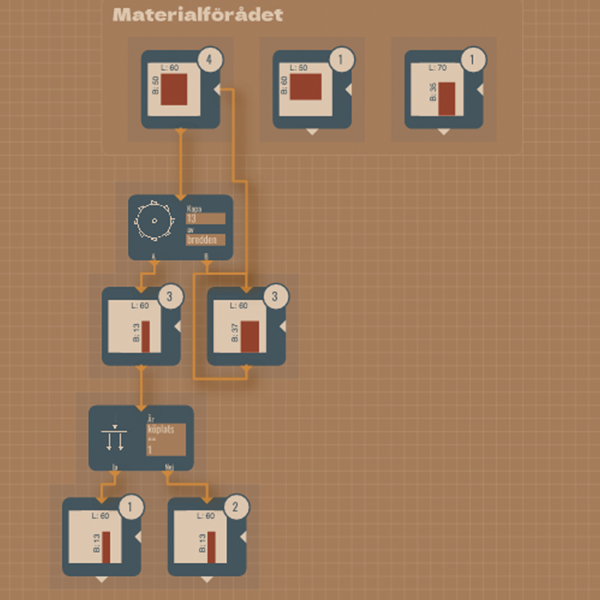 Materialförådet
4
L: 60
B: 50
1
L: 50
B: 60
1
L: 70
B: 35
Kapa
13
av
bredden
A
B
3
L: 60
B: 13
3
L: 60
B: 37
Är
köplats
==
1
Ja
Nej
1
L: 60
B: 13
2
L: 60
B: 13